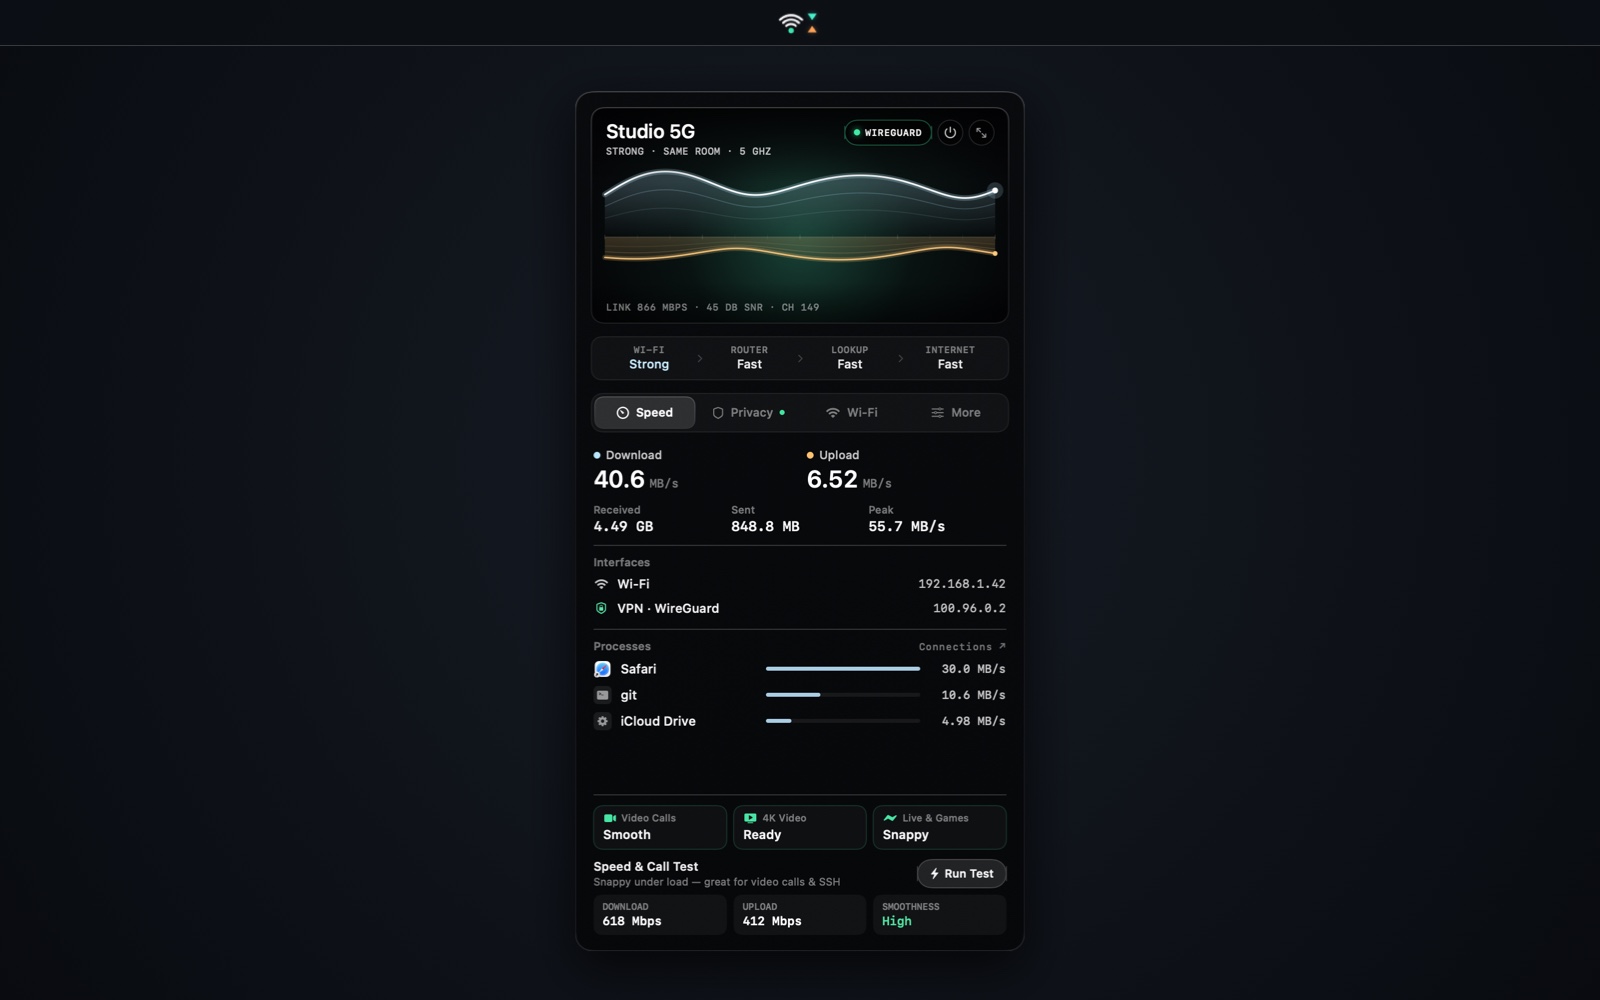 Studio 5G
WIREGUARD
STRONG · SAME ROOM · 5 GHZ
LINK 866 MBPS · 45 DB SNR · CH 149
WI-FI ROUTER LOOKUP INTERNET
Strong Fast Fast Fast
Speed Privacy Wi-Fi More
Download Upload
40.6 MB/s 6.52 MB/s
Received Sent Peak
4.49 GB 848.8 MB 55.7 MB/s
Interfaces
Wi-Fi 192.168.1.42
VPN · WireGuard 100.96.0.2
Processes Connections ↗
Safari 30.0 MB/s
git 10.6 MB/s
iCloud Drive 4.98 MB/s
Video Calls 4K Video Live & Games
Smooth Ready Snappy
Speed & Call Test
Snappy under load — great for video calls & SSH
Run Test
DOWNLOAD UPLOAD SMOOTHNESS
618 Mbps 412 Mbps High